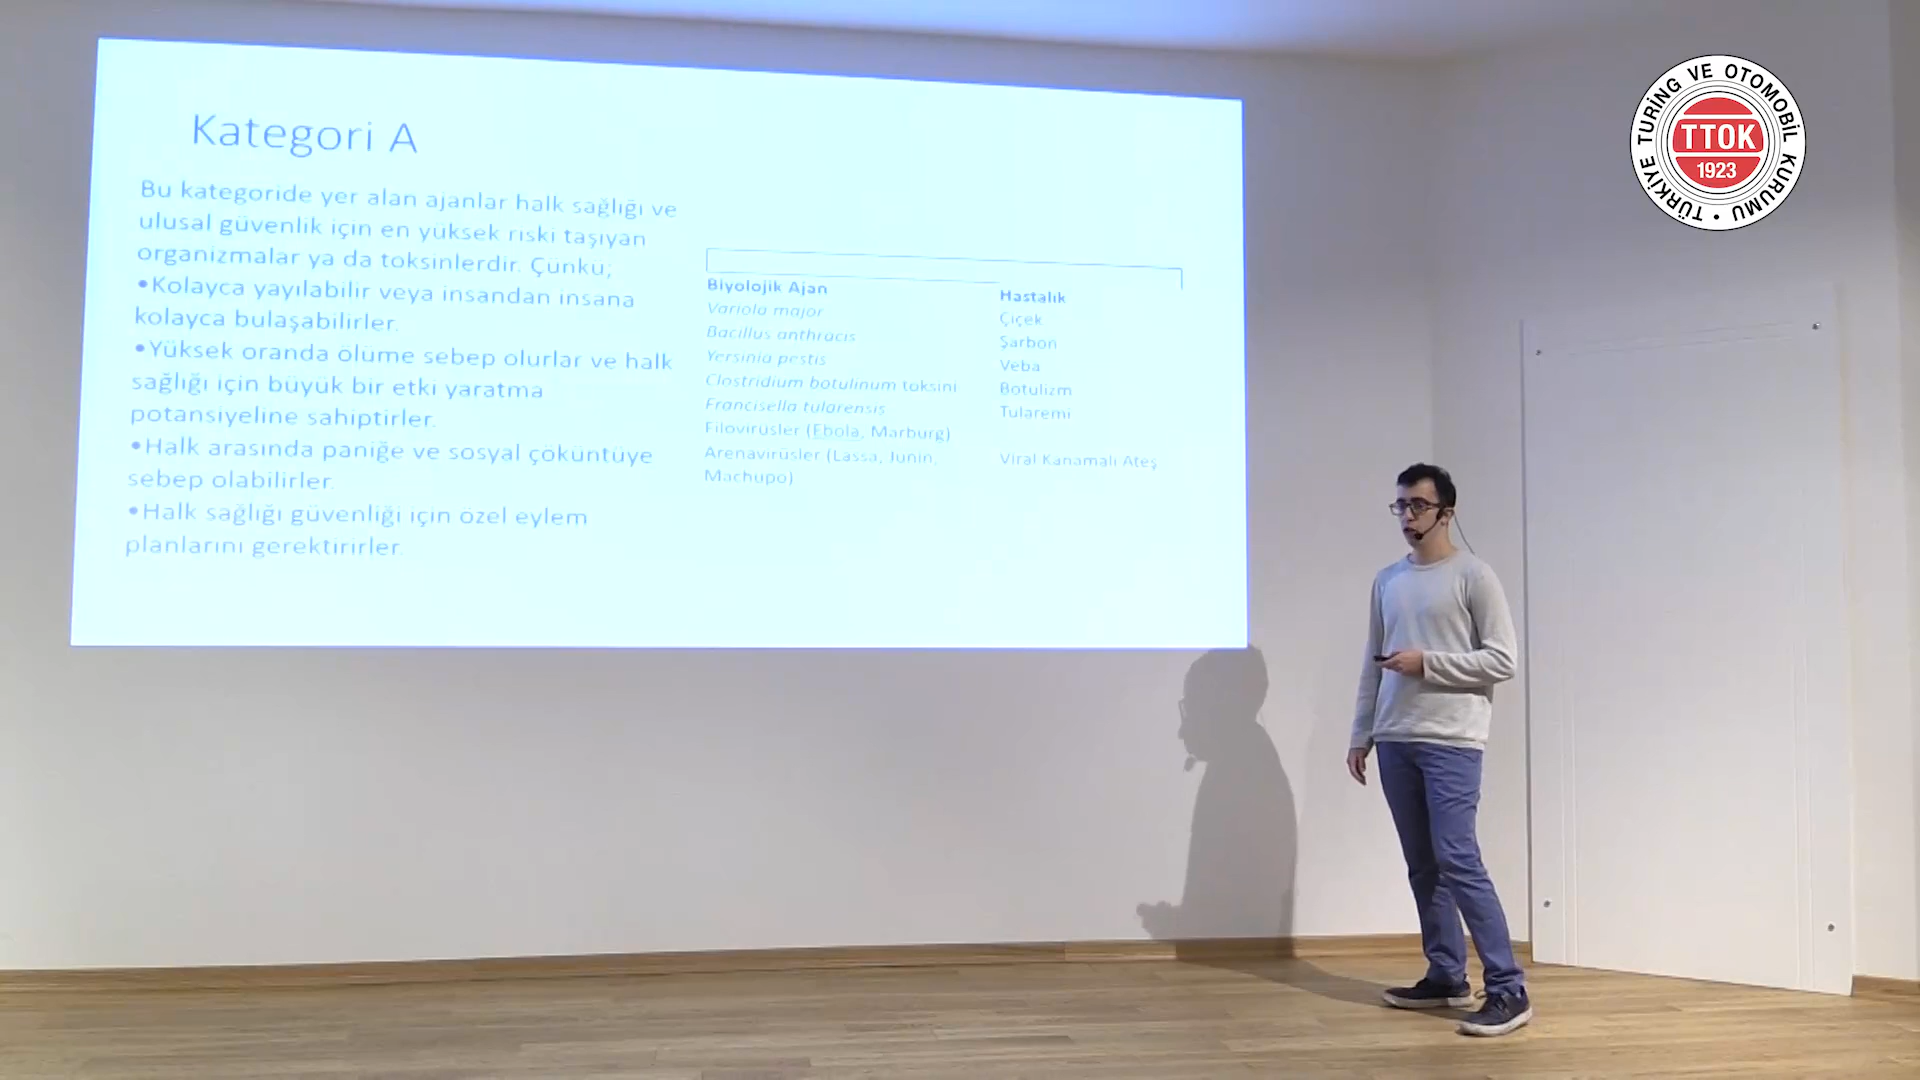 Kategori A
Bu kategoride yer alan ajanlar halk sağlığı ve
ulusal güvenlik için en yüksek riski taşıyan
organizmalar ya da toksinlerdir. Çünkü;
•Kolayca yayılabilir veya insandan insana
kolayca bulaşabilirler.
•Yüksek oranda ölüme sebep olurlar ve halk
sağlığı için büyük bir etki yaratma
potansiyeline sahiptirler.
•Halk arasında paniğe ve sosyal çöküntüye
sebep olabilirler.
•Halk sağlığı güvenliği için özel eylem
planlarını gerektirirler.
Biyolojik Ajan
Variola major
Bacillus anthracis
Yersinia pestis
Clostridium botulinum toksini
Francisella tularensis
Filovirüsler (Ebola, Marburg)
Arenavirüsler (Lassa, Junin,
Machupo)
Hastalık
Çiçek
Şarbon
Veba
Botulizm
Tularemi
Viral Kanamalı Ateş
TÜRKİYE TURİNG VE OTOMOBİL KURUMU
TTOK
1923